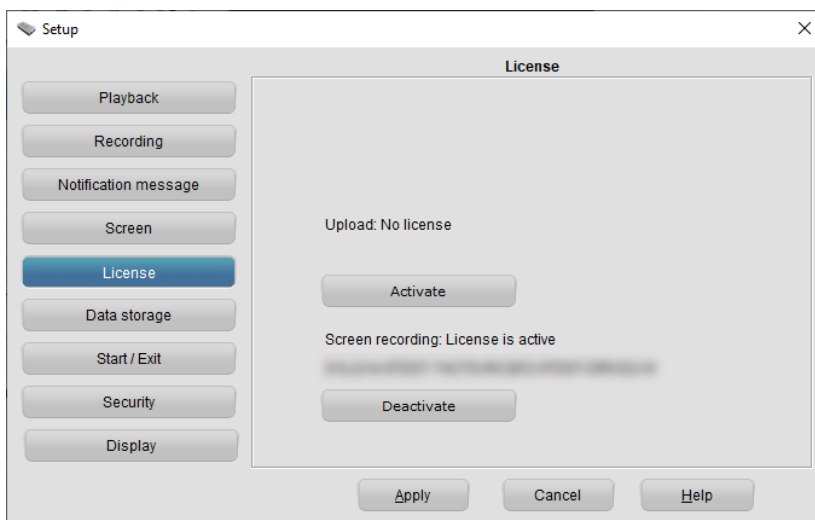 Setup
License
Playback
Recording
Notification message
Screen
License
Data storage
Start / Exit
Security
Display
Upload: No license
Activate
Screen recording: License is active
Deactivate
Apply
Cancel
Help